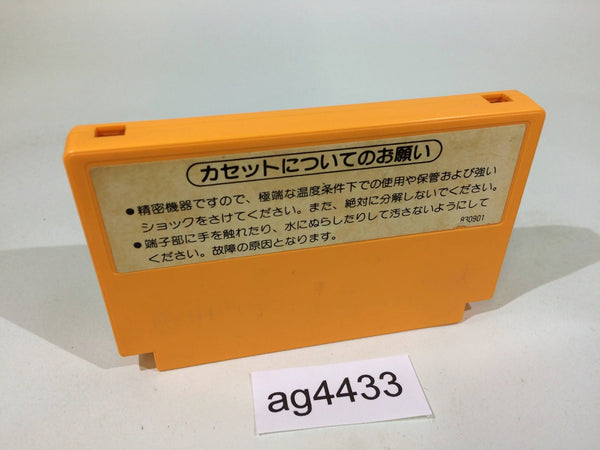 カセットについてのお願い
●精密機器ですので、極端な温度条件下での使用や保管および強い
ショックをさけてください。また、絶対に分解しないでください。
●端子部に手を触れたり、水にぬらしたりして汚さないようにして
ください。故障の原因となります。
830901
ag4433